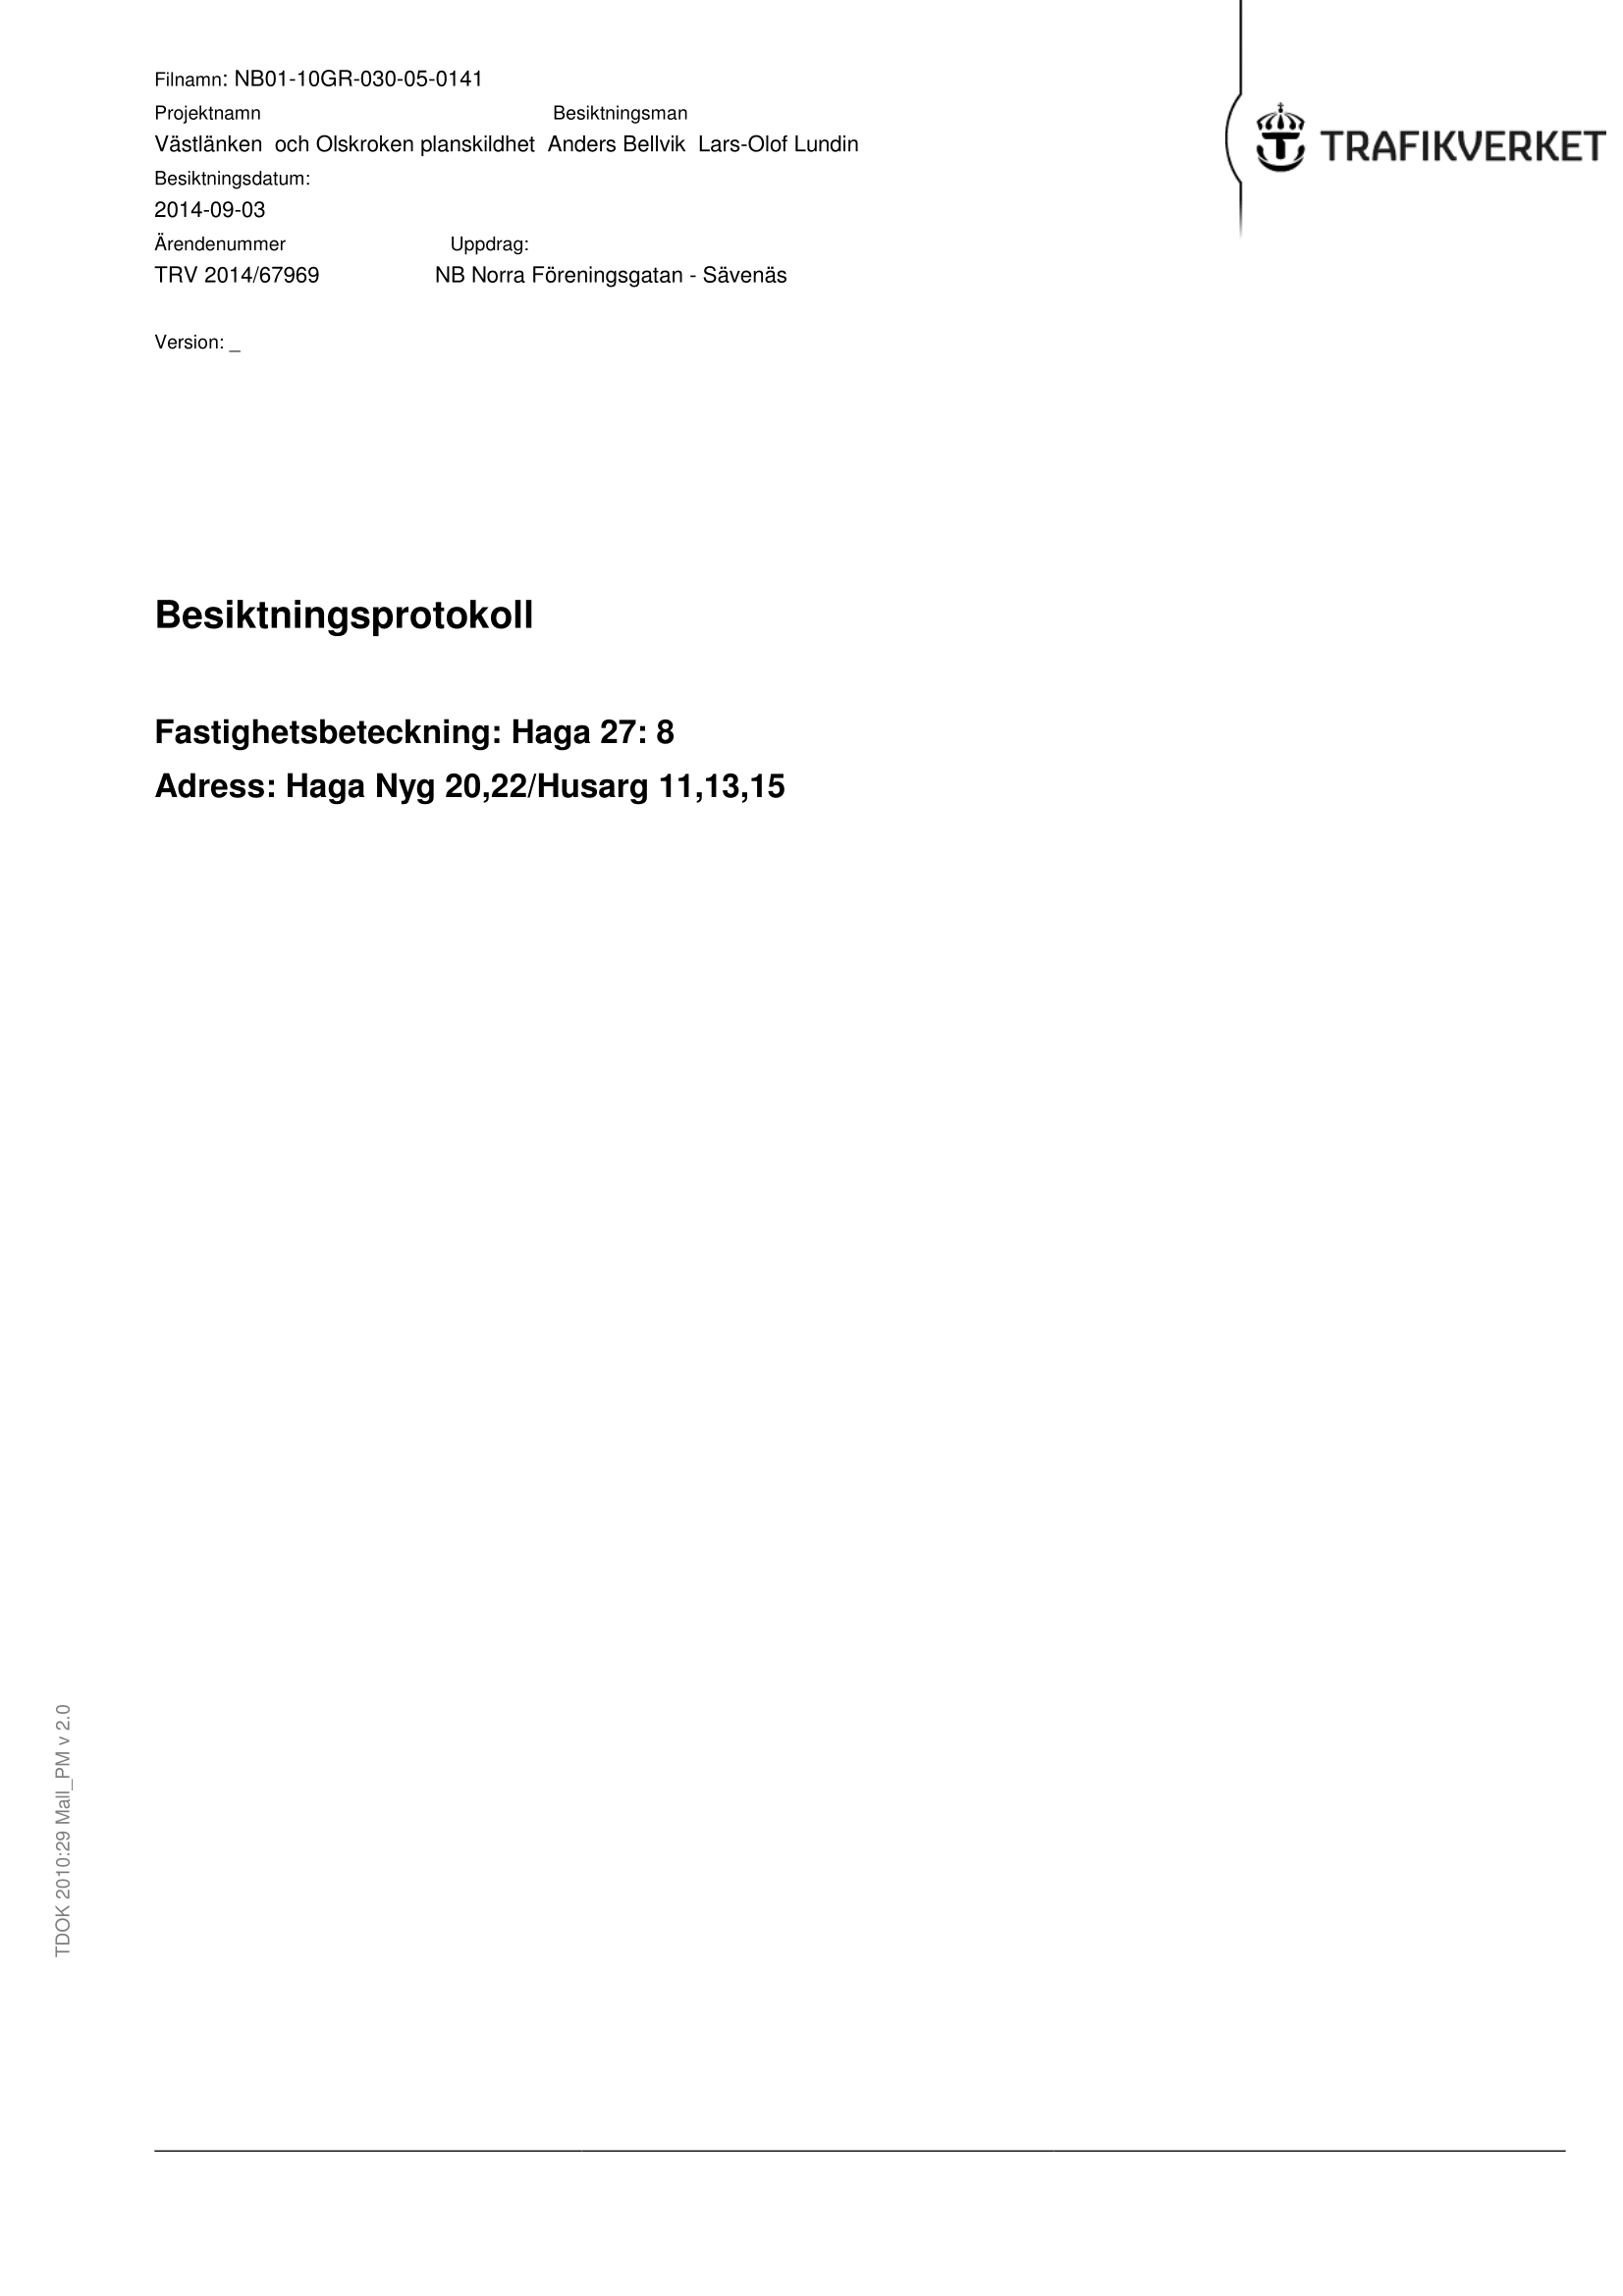 Filnamn: NB01-10GR-030-05-0141
Projektnamn Besiktningsman
Västlänken och Olskroken planskildhet Anders Bellvik Lars-Olof Lundin
Besiktningsdatum:
2014-09-03
Ärendenummer Uppdrag:
TRV 2014/67969 NB Norra Föreningsgatan - Sävenäs
Version: _
TRAFIKVERKET
Besiktningsprotokoll
Fastighetsbeteckning: Haga 27: 8
Adress: Haga Nyg 20,22/Husarg 11,13,15
TDOK 2010:29 Mall_PM v 2.0